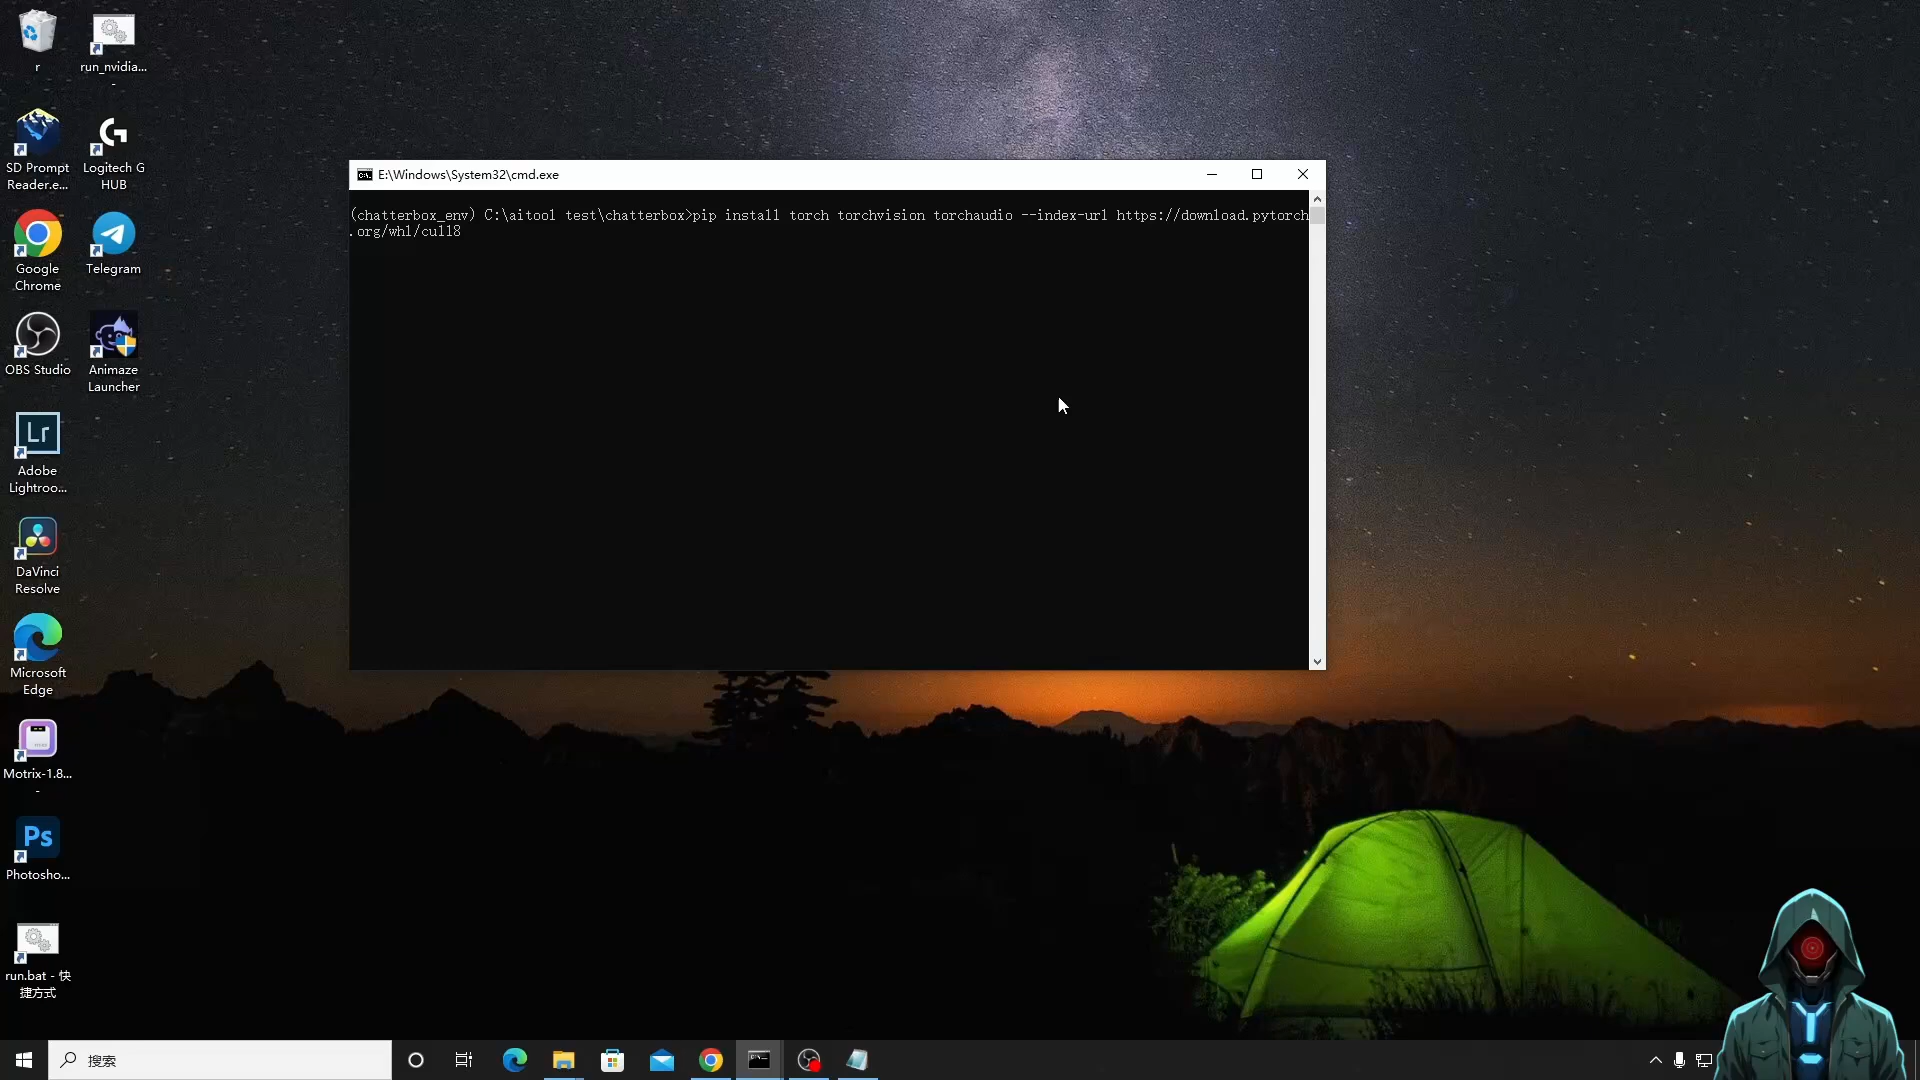 r
run_nvidia...
-
SD Prompt
Reader.e...
Logitech G
HUB
Google
Chrome
Telegram
OBS Studio
Animaze
Launcher
Lr
Adobe
Lightroo...
DaVinci
Resolve
Microsoft
Edge
Motrix-1.8...
-
Ps
Photosho...
run.bat - 快
捷方式
E:\Windows\System32\cmd.exe
(chatterbox_env) C:\aitool test\chatterbox>pip install torch torchvision torchaudio --index-url https://download.pytorch
.org/whl/cu118
搜索